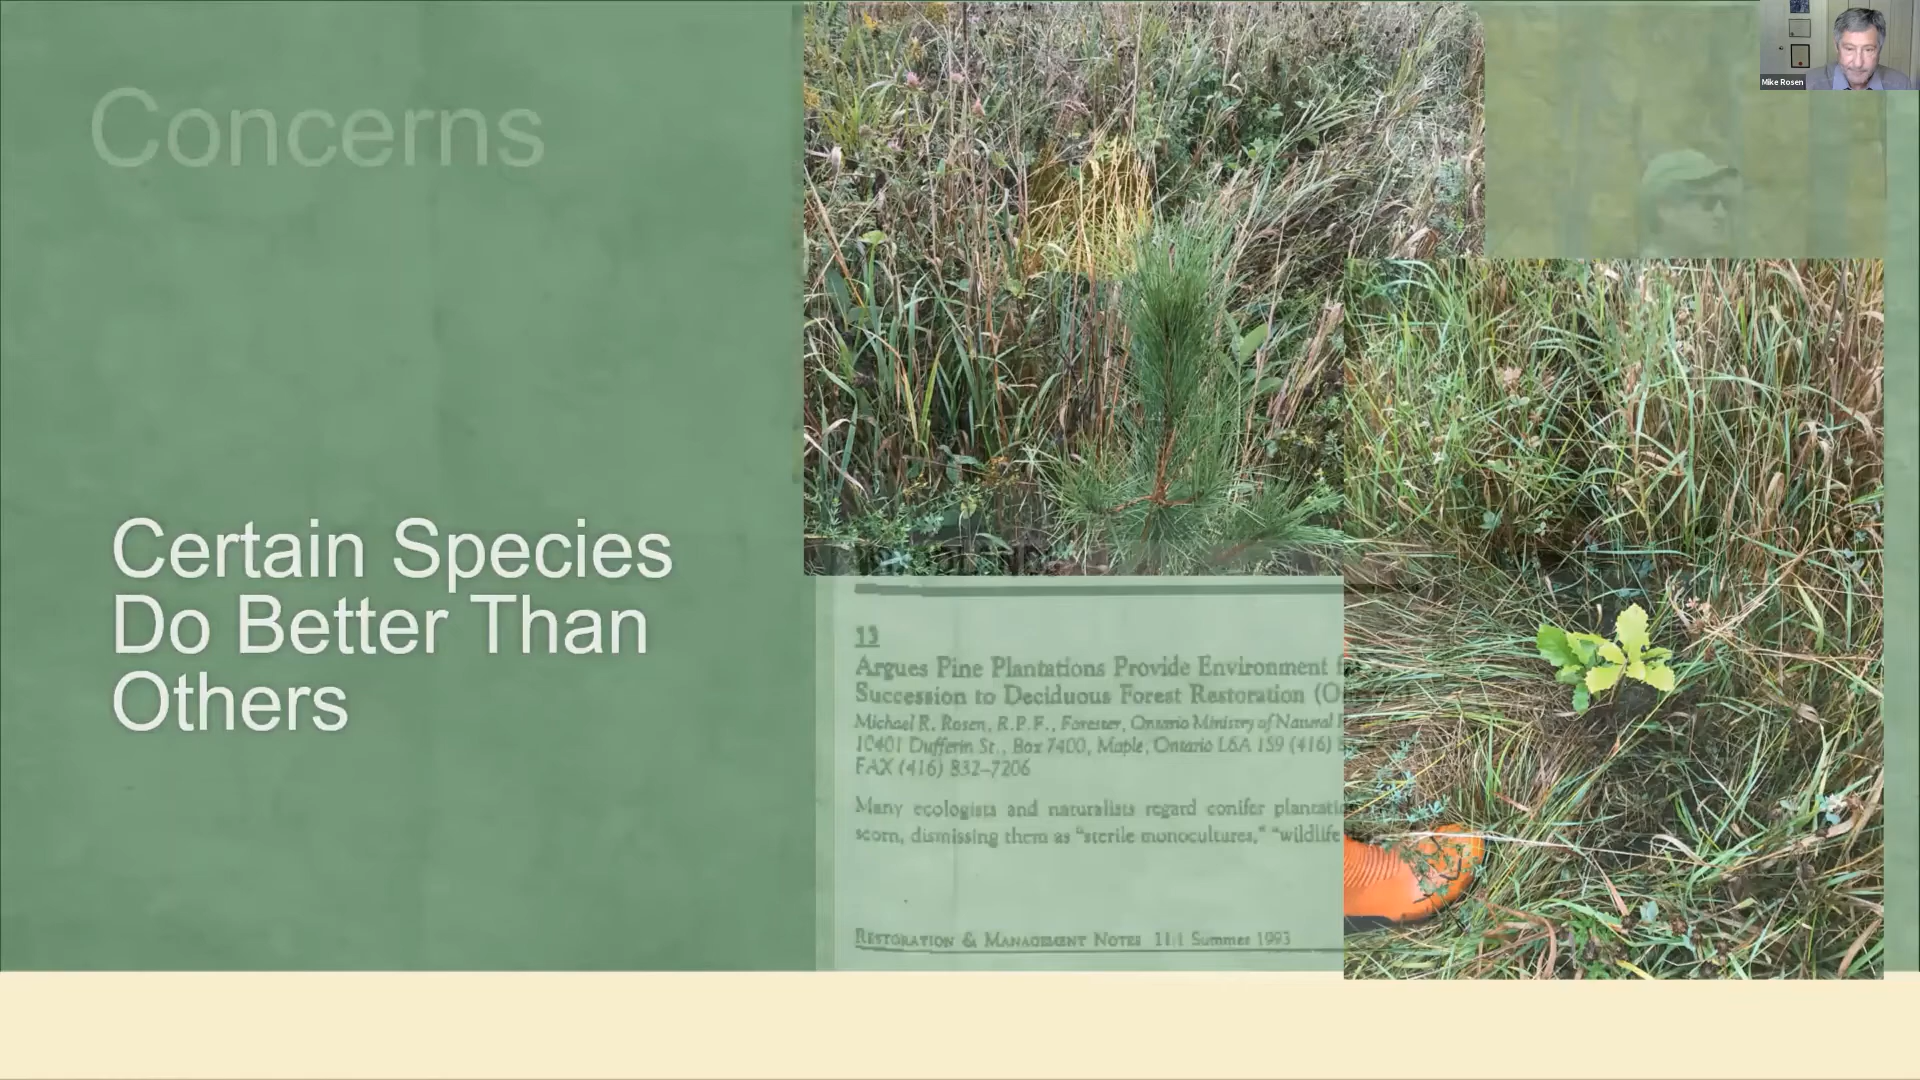 Concerns
Mike Rosen
Certain Species
Do Better Than
Others
13
Argues Pine Plantations Provide Environment f
Succession to Deciduous Forest Restoration (O
Michael R. Rosen, R.P.F., Forester, Ontario Ministry of Natural
10401 Dufferin St., Box 7400, Maple, Ontario L6A 1S9 (416)
FAX (416) 832-7206
Many ecologists and naturalists regard conifer
scorn, dismissing them as "sterile monocultures," "wildlife
RESTORATION & MANAGEMENT NOTES 11:1 Summer 1993